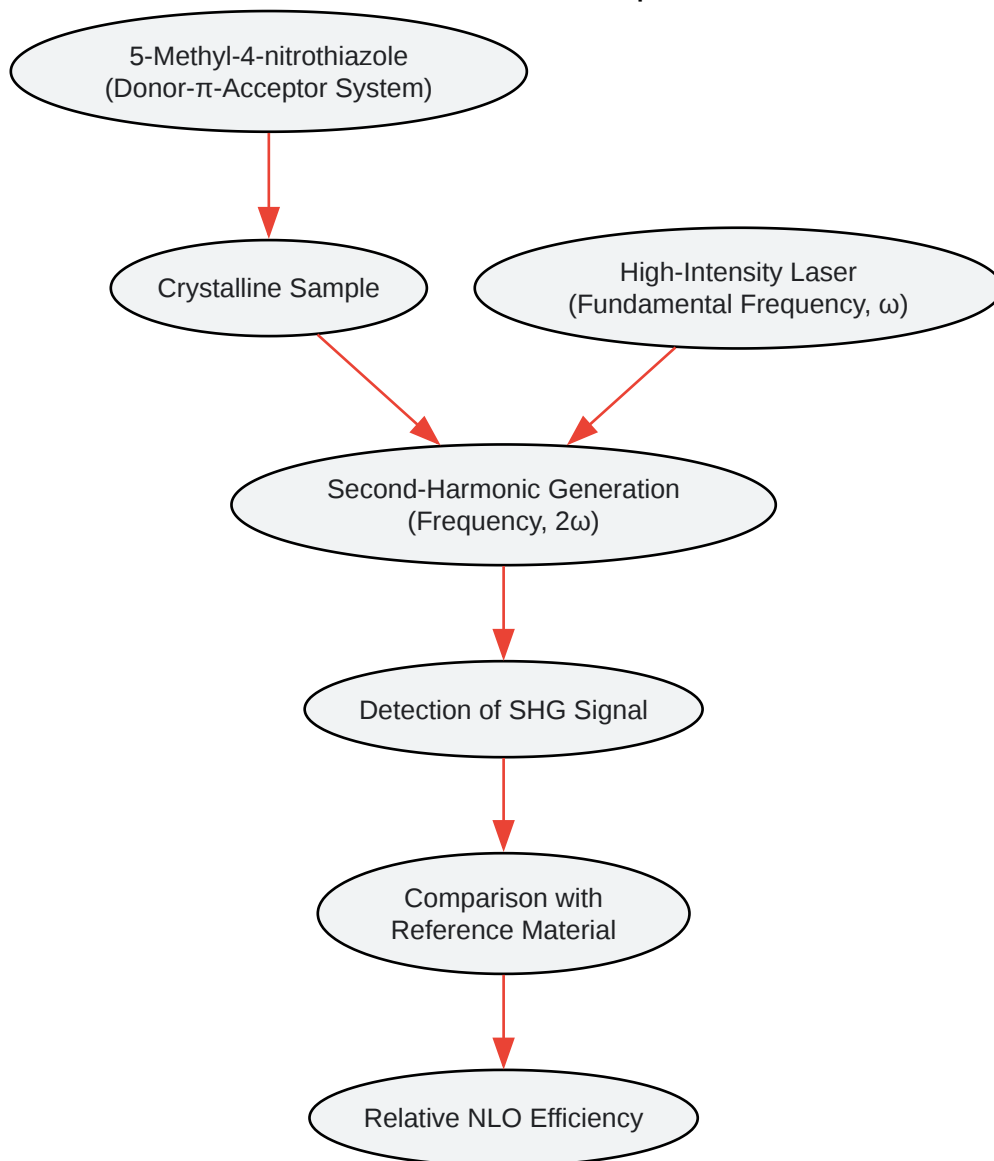 5-Methyl-4-nitrothiazole
(Donor-π-Acceptor System)
Crystalline Sample
High-Intensity Laser
(Fundamental Frequency, ω)
Second-Harmonic Generation
(Frequency, 2ω)
Detection of SHG Signal
Comparison with
Reference Material
Relative NLO Efficiency